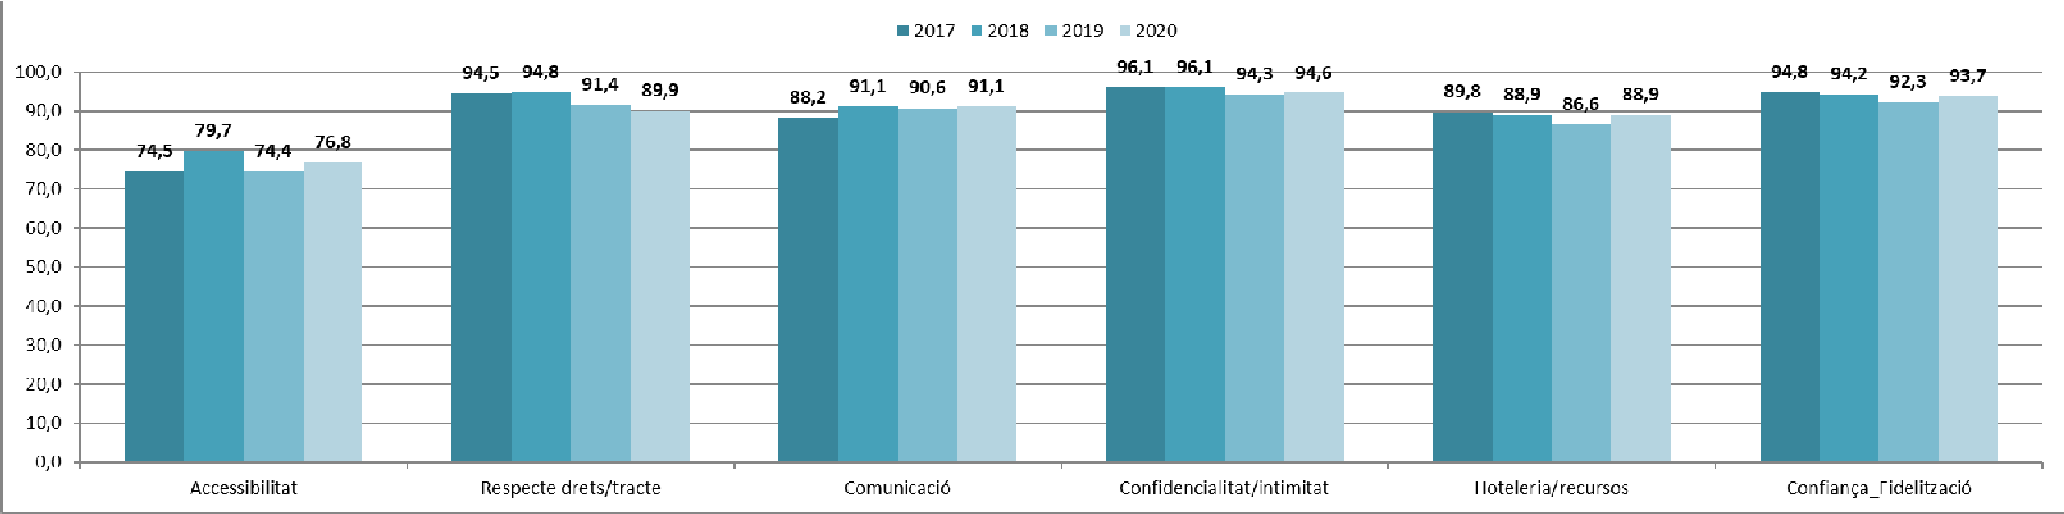 2017 2018 2019 2020
100,0
90,0
80,0
70,0
60,0
50,0
40,0
30,0
20,0
10,0
0,0
74,5 79,7 74,4 76,8
94,5 94,8 91,4 89,9
88,2 91,1 90,6 91,1
96,1 96,1 94,3 94,6
89,8 88,9 86,6 88,9
94,8 94,2 92,3 93,7
Accessibilitat Respecte drets/tracte Comunicació Confidencialitat/intimitat Hoteleria/recursos Confiança_Fidelització